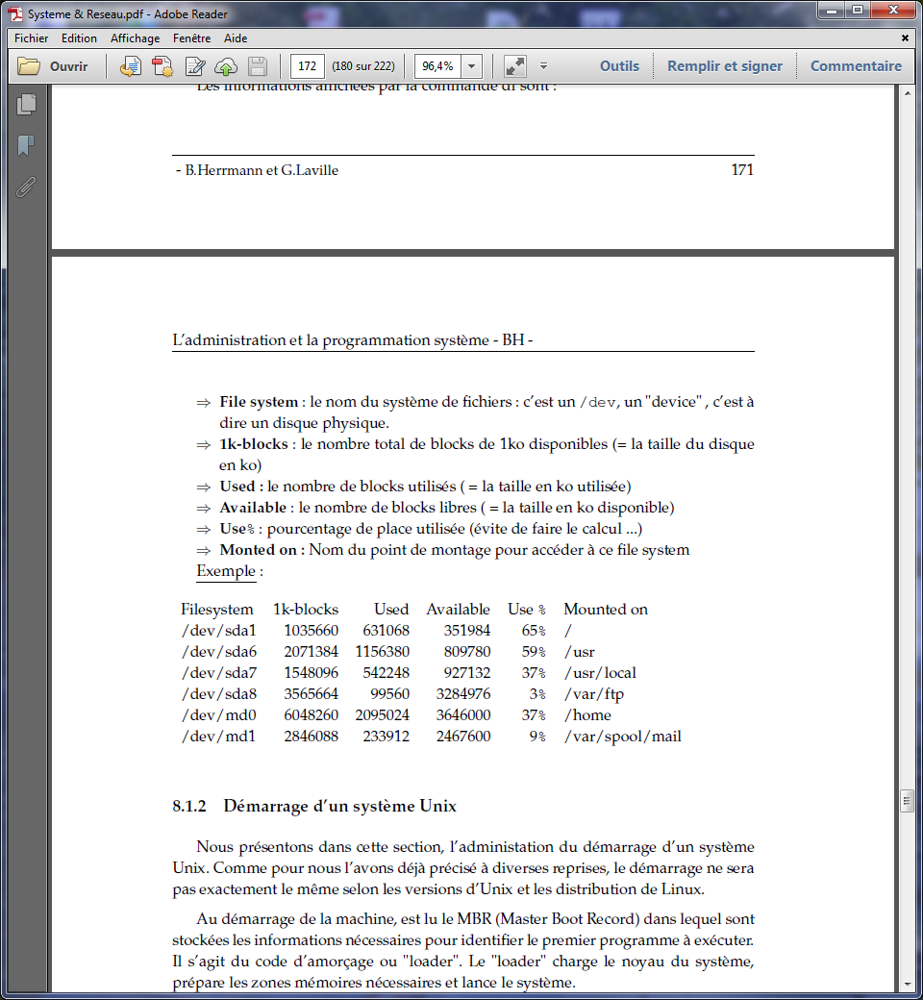 Systeme & Reseau.pdf - Adobe Reader
Fichier Edition Affichage Fenêtre Aide
Ouvrir 172 (180 sur 222) 96,4% Outils Remplir et signer Commentaire
Les informations affichées par la commande df sont :
- B.Herrmann et G.Laville 171
L'administration et la programmation système - BH -
⇒ File system : le nom du système de fichiers : c'est un /dev, un "device" , c'est à
dire un disque physique.
⇒ 1k-blocks : le nombre total de blocks de 1ko disponibles (= la taille du disque
en ko)
⇒ Used : le nombre de blocks utilisés ( = la taille en ko utilisée)
⇒ Available : le nombre de blocks libres ( = la taille en ko disponible)
⇒ Use% : pourcentage de place utilisée (évite de faire le calcul ...)
⇒ Monted on : Nom du point de montage pour accéder à ce file system
Exemple :
Filesystem 1k-blocks Used Available Use % Mounted on
/dev/sda1 1035660 631068 351984 65% /
/dev/sda6 2071384 1156380 809780 59% /usr
/dev/sda7 1548096 542248 927132 37% /usr/local
/dev/sda8 3565664 99560 3284976 3% /var/ftp
/dev/md0 6048260 2095024 3646000 37% /home
/dev/md1 2846088 233912 2467600 9% /var/spool/mail
8.1.2 Démarrage d'un système Unix
Nous présentons dans cette section, l'administation du démarrage d'un système
Unix. Comme pour nous l'avons déjà précisé à diverses reprises, le démarrage ne sera
pas exactement le même selon les versions d'Unix et les distribution de Linux.
Au démarrage de la machine, est lu le MBR (Master Boot Record) dans lequel sont
stockées les informations nécessaires pour identifier le premier programme à exécuter.
Il s'agit du code d'amorçage ou "loader". Le "loader" charge le noyau du système,
prépare les zones mémoires nécessaires et lance le système.